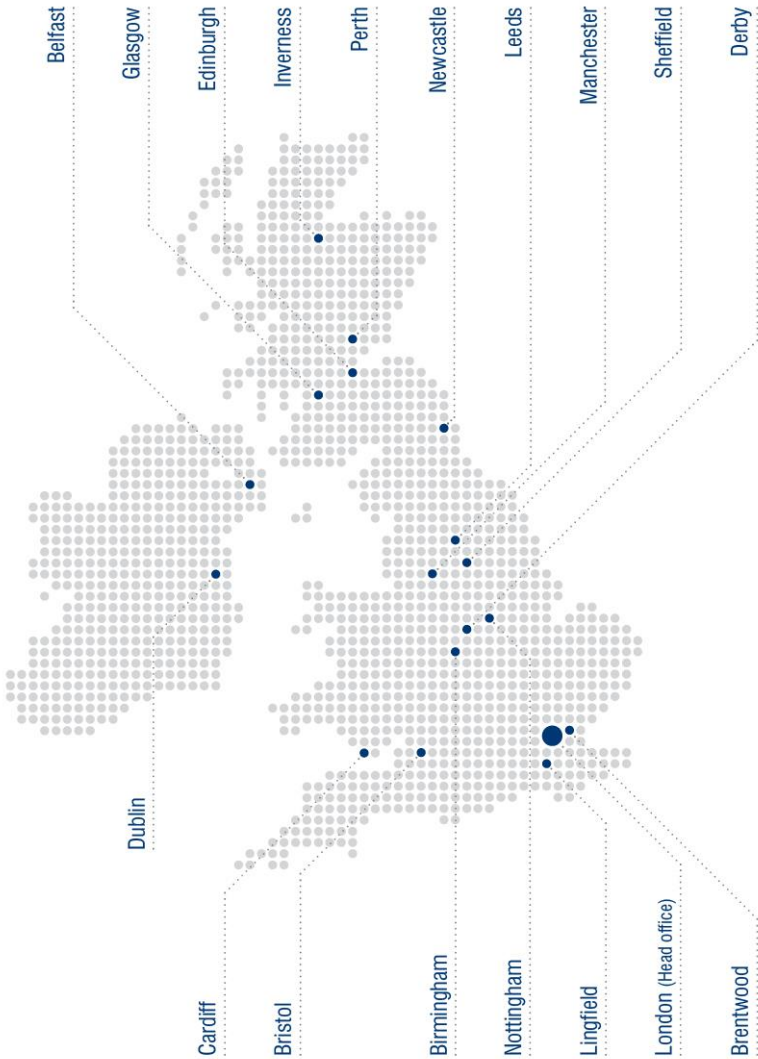 Belfast
Glasgow
Edinburgh
Inverness
Perth
Newcastle
Leeds
Manchester
Sheffield
Derby
Dublin
Cardiff
Bristol
Birmingham
Nottingham
Lingfield
London (Head office)
Brentwood